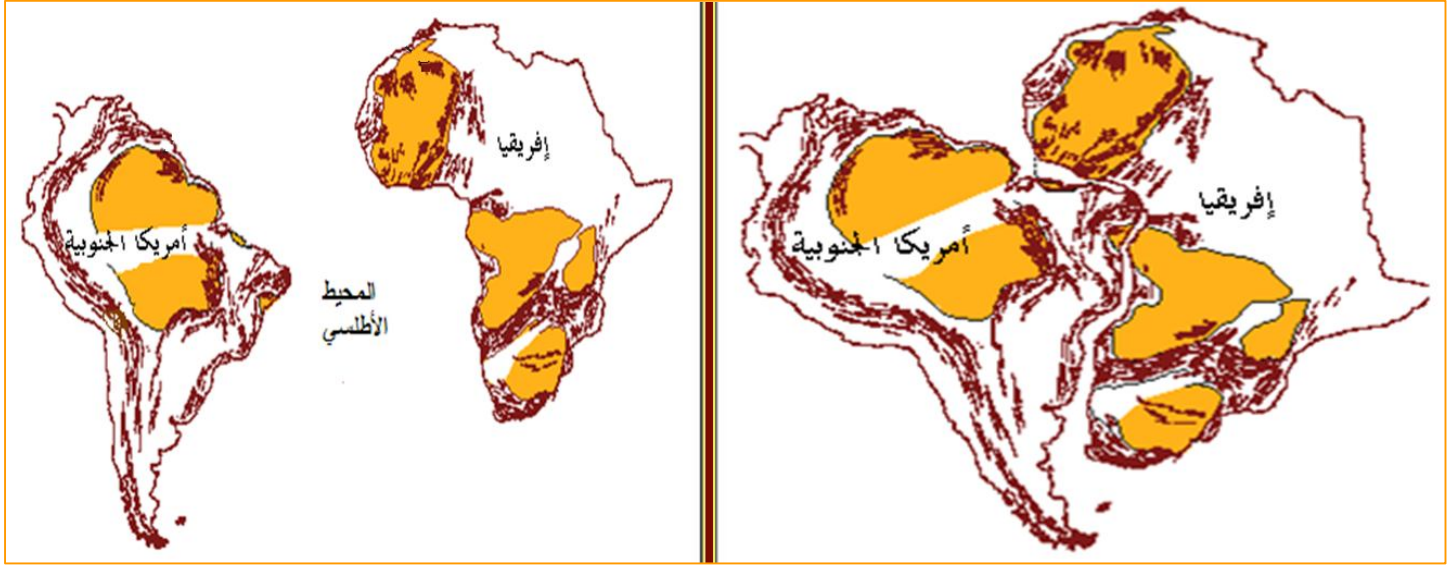 إفريقيا
أمريكا الجنوبية
المحيط
الأطلسي
إفريقيا
أمريكا الجنوبية